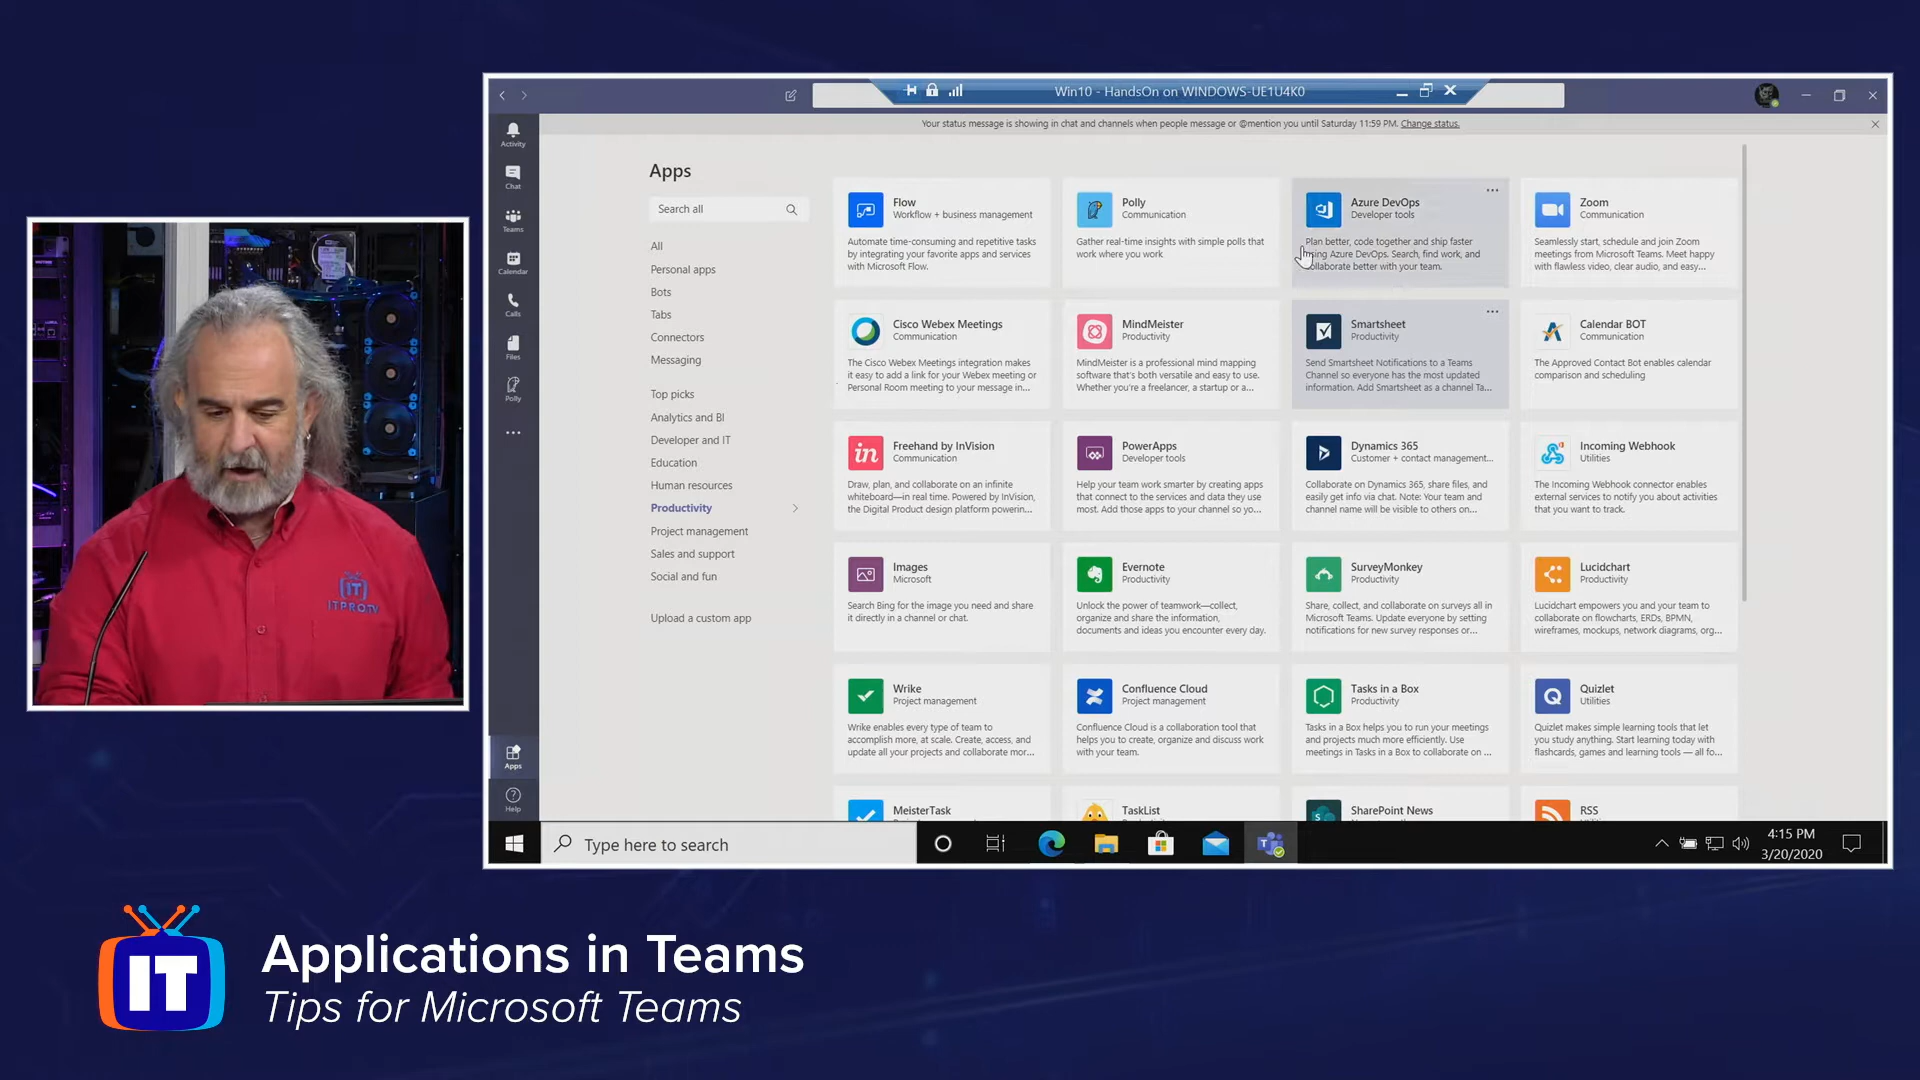 Win10 - HandsOn on WINDOWS-UE1U4K0
Your status message is showing in chat and channels when people message or @mention you until Saturday 11:59 PM. Change status.
Activity
Chat
Teams
Calendar
Calls
Files
Polly
Apps
Help
Apps
Search all
All
Personal apps
Bots
Tabs
Connectors
Messaging
Top picks
Analytics and BI
Developer and IT
Education
Human resources
Productivity
Project management
Sales and support
Social and fun
Upload a custom app
Flow
Workflow + business management
Automate time-consuming and repetitive tasks
by integrating your favorite apps and services
with Microsoft Flow.
Polly
Communication
Gather real-time insights with simple polls that
work where you work
Azure DevOps
Developer tools
Plan better, code together and ship faster
using Azure DevOps. Search, find work, and
collaborate better with your team.
Zoom
Communication
Seamlessly start, schedule and join Zoom
meetings from Microsoft Teams. Meet happy
with flawless video, clear audio, and easy...
Cisco Webex Meetings
Communication
The Cisco Webex Meetings integration makes
it easy to add a link for your Webex meeting or
Personal Room meeting to your message in...
MindMeister
Productivity
MindMeister is a professional mind mapping
software that's both versatile and easy to use.
Whether you're a freelancer, a startup or a...
Smartsheet
Productivity
Send Smartsheet Notifications to a Teams
Channel so everyone has the most updated
information. Add Smartsheet as a channel Ta...
Calendar BOT
Communication
The Approved Contact Bot enables calendar
comparison and scheduling
in
Freehand by InVision
Communication
Draw, plan, and collaborate on an infinite
whiteboard—in real time. Powered by InVision,
the Digital Product design platform powerin...
PowerApps
Developer tools
Help your team work smarter by creating apps
that connect to the services and data they use
most. Add those apps to your channel so yo...
Dynamics 365
Customer + contact management...
Collaborate on Dynamics 365, share files, and
easily get info via chat. Note: Your team and
channel name will be visible to others on...
Incoming Webhook
Utilities
The Incoming Webhook connector enables
external services to notify you about activities
that you want to track.
Images
Microsoft
Search Bing for the image you need and share
it directly in a channel or chat.
Evernote
Productivity
Unlock the power of teamwork—collect,
organize and share the information,
documents and ideas you encounter every day.
SurveyMonkey
Productivity
Share, collect, and collaborate on surveys all in
Microsoft Teams. Update everyone by setting
notifications for new survey responses or...
Lucidchart
Productivity
Lucidchart empowers you and your team to
collaborate on flowcharts, ERDs, BPMN,
wireframes, mockups, network diagrams, org...
Wrike
Project management
Wrike enables every type of team to
accomplish more, at scale. Create, access, and
update all your projects and collaborate mor...
Confluence Cloud
Project management
Confluence Cloud is a collaboration tool that
helps you to create, organize and discuss work
with your team.
Tasks in a Box
Productivity
Tasks in a Box helps you to run your meetings
and projects much more efficiently. Use
meetings in Tasks in a Box to collaborate on ...
Q
Quizlet
Utilities
Quizlet makes simple learning tools that let
you study anything. Start learning today with
flashcards, games and learning tools — all fo...
MeisterTask
TaskList
SharePoint News
RSS
Type here to search
4:15 PM
3/20/2020
IT
ITPROTV
IT
Applications in Teams
Tips for Microsoft Teams